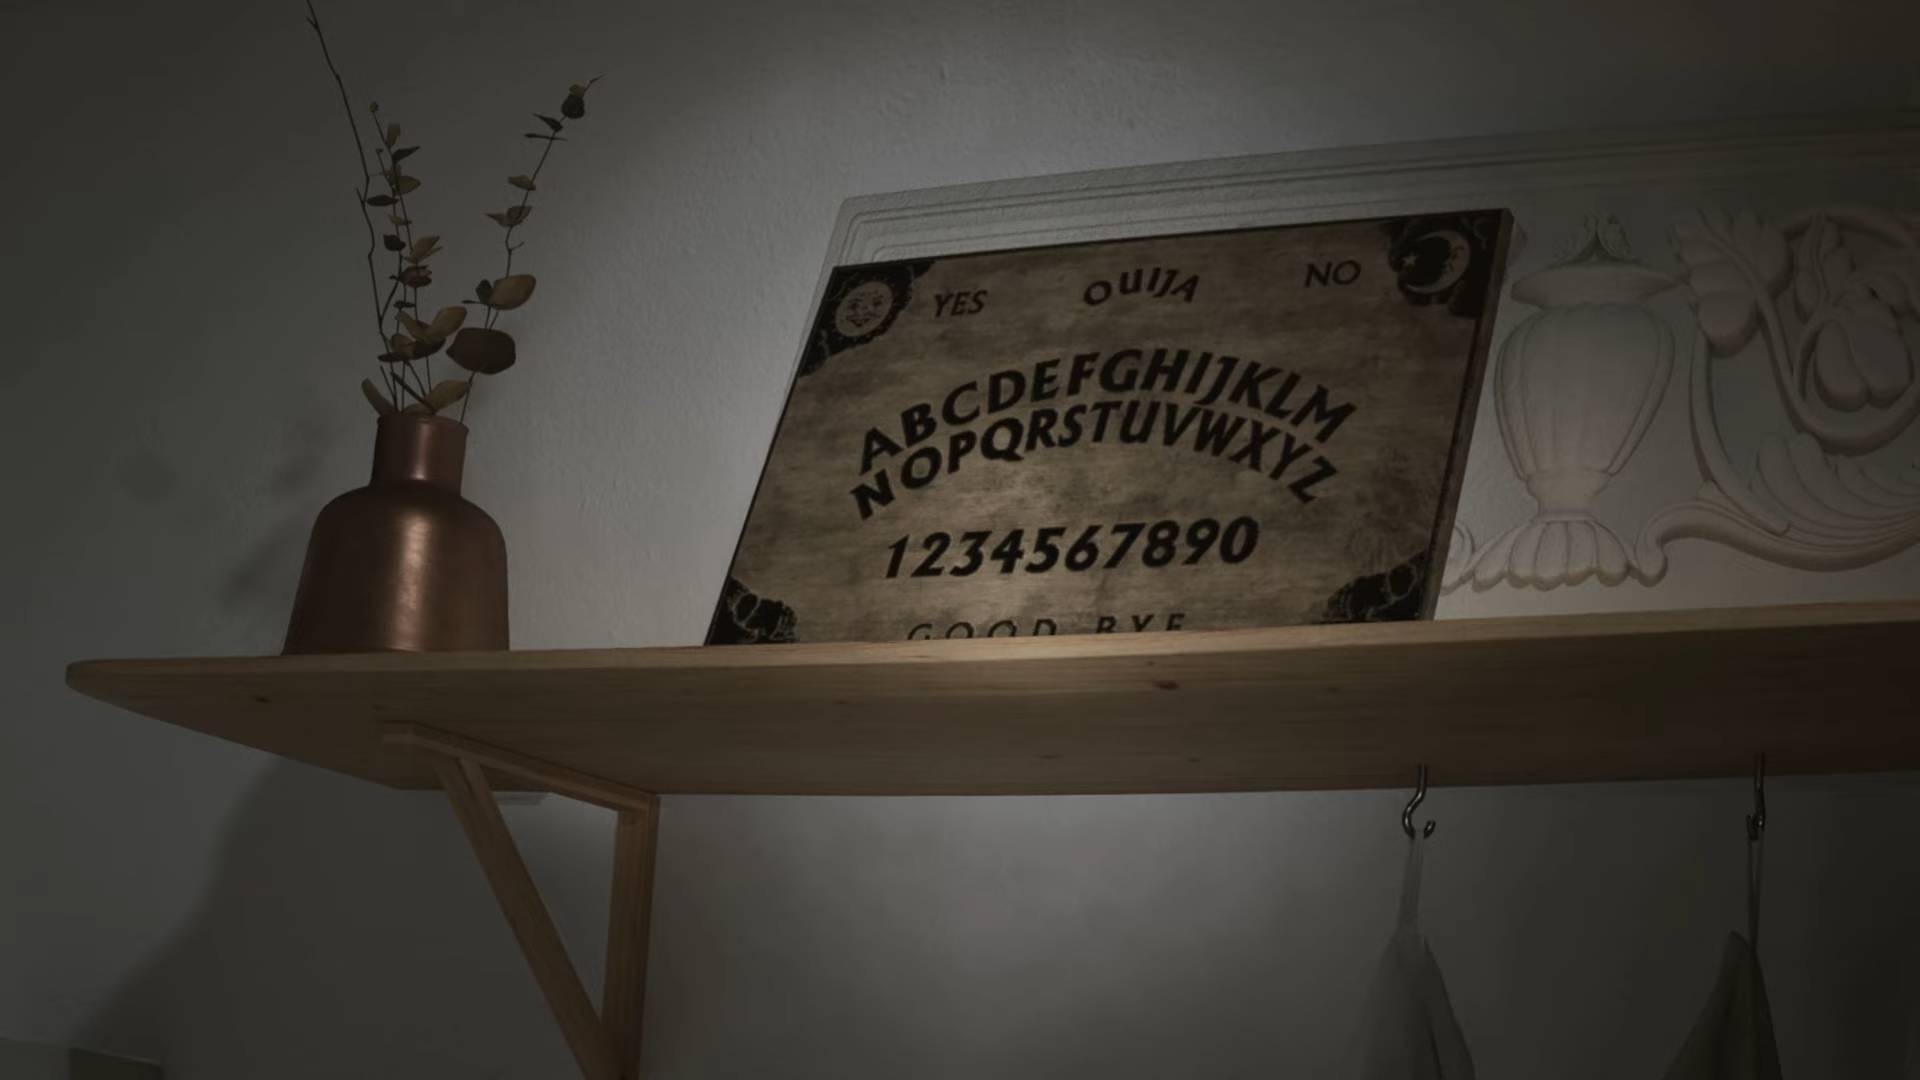 YES OUIJA NO
ABCDEFGHIJKLM
NOPQRSTUVWXYZ
1234567890
GOOD BYE